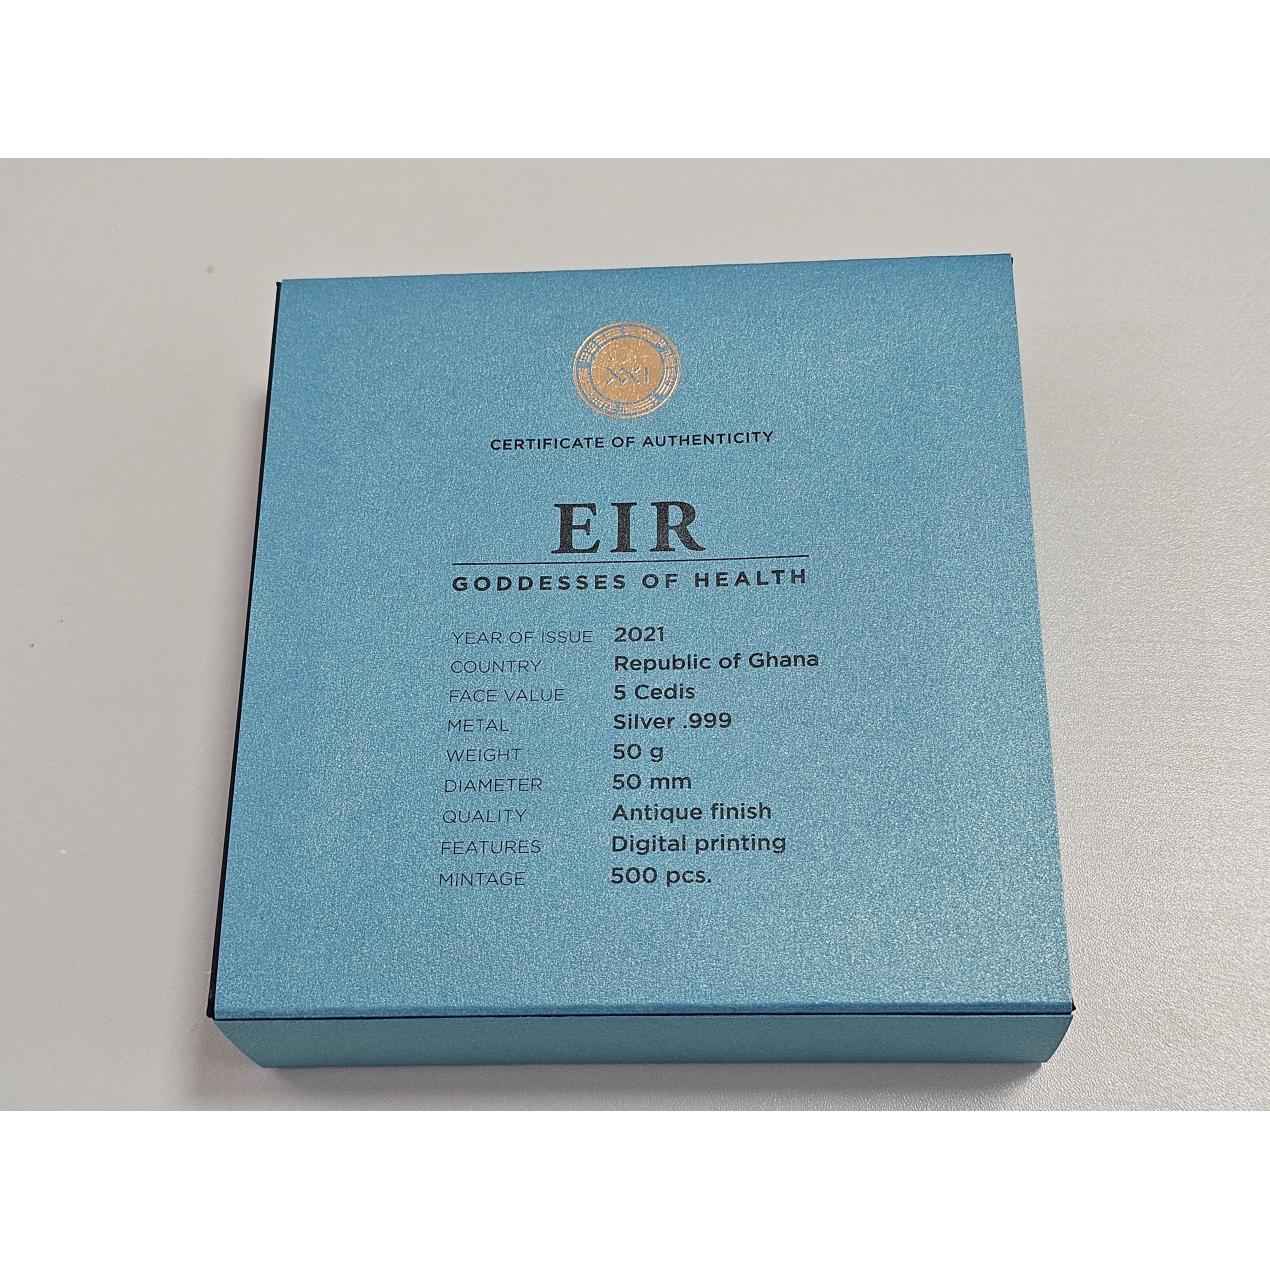 XXI
CERTIFICATE OF AUTHENTICITY
EIR
GODDESSES OF HEALTH
YEAR OF ISSUE 2021
COUNTRY Republic of Ghana
FACE VALUE 5 Cedis
METAL Silver .999
WEIGHT 50 g
DIAMETER 50 mm
QUALITY Antique finish
FEATURES Digital printing
MINTAGE 500 pcs.